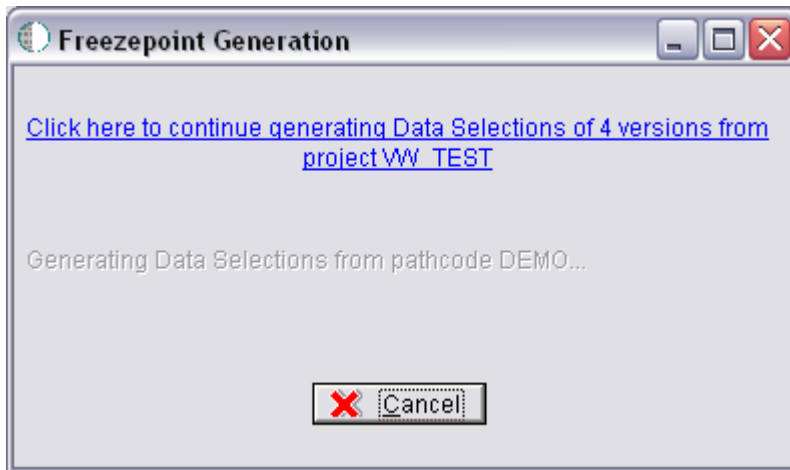 Freezepoint Generation
Click here to continue generating Data Selections of 4 versions from
project VW_TEST
Generating Data Selections from pathcode DEMO...
Cancel